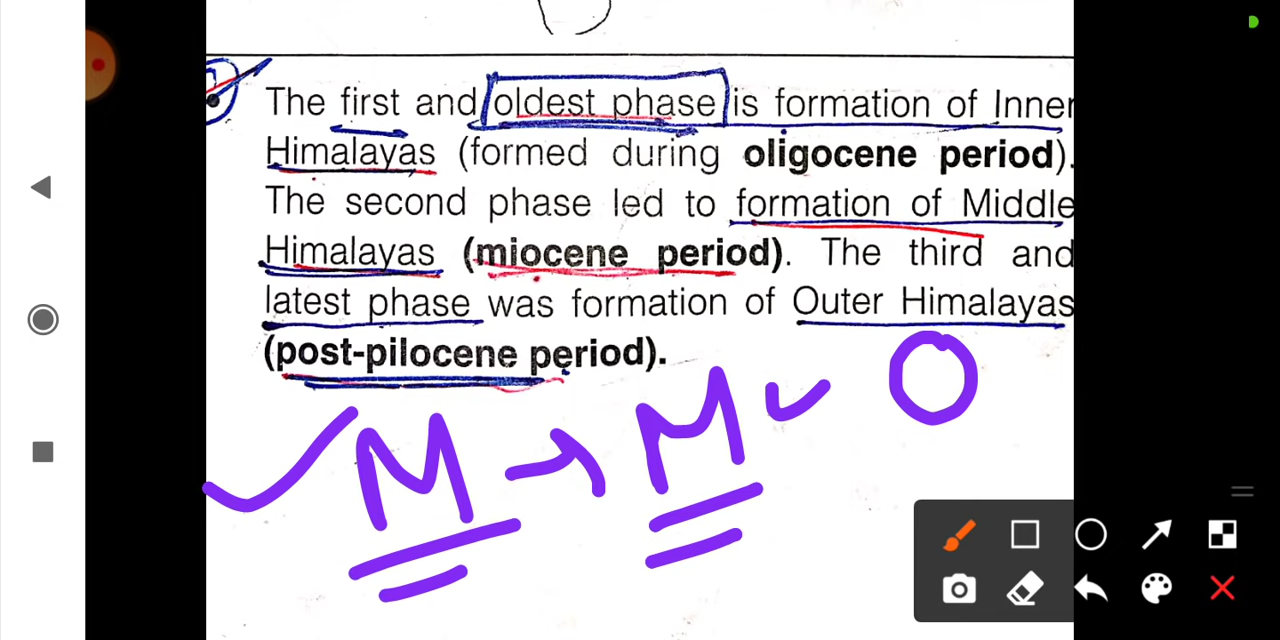 The first and oldest phase is formation of Inner
Himalayas (formed during oligocene period).
The second phase led to formation of Middle
Himalayas (miocene period). The third and
latest phase was formation of Outer Himalayas
(post-pilocene period).
M → M O